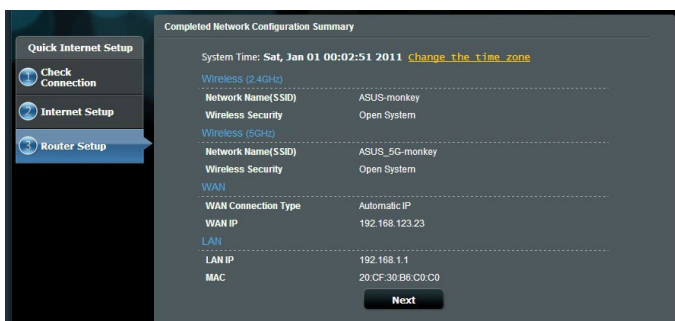 Completed Network Configuration Summary
Quick Internet Setup
1 Check Connection
2 Internet Setup
3 Router Setup
System Time: Sat, Jan 01 00:02:51 2011 Change the time zone
Wireless (2.4GHz)
Network Name(SSID) ASUS-monkey
Wireless Security Open System
Wireless (5GHz)
Network Name(SSID) ASUS_5G-monkey
Wireless Security Open System
WAN
WAN Connection Type Automatic IP
WAN IP 192.168.123.23
LAN
LAN IP 192.168.1.1
MAC 20:CF:30:B6:C0:C0
Next